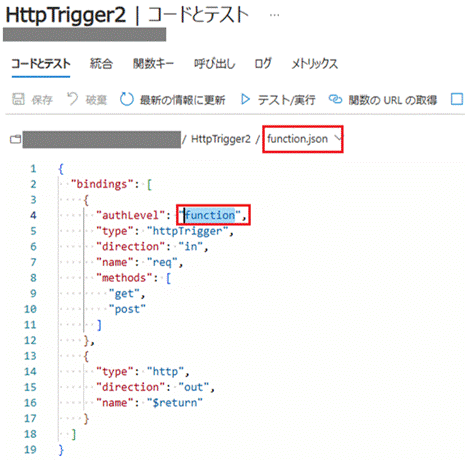 HttpTrigger2 | コードとテスト ...
コードとテスト 統合 関数キー 呼び出し ログ メトリックス
保存 破棄 最新の情報に更新 テスト/実行 関数の URL の取得
/ HttpTrigger2 / function.json
1 {
2 "bindings": [
3 {
4 "authLevel": "function",
5 "type": "httpTrigger",
6 "direction": "in",
7 "name": "req",
8 "methods": [
9 "get",
10 "post"
11 ]
12 },
13 {
14 "type": "http",
15 "direction": "out",
16 "name": "$return"
17 }
18 ]
19 }